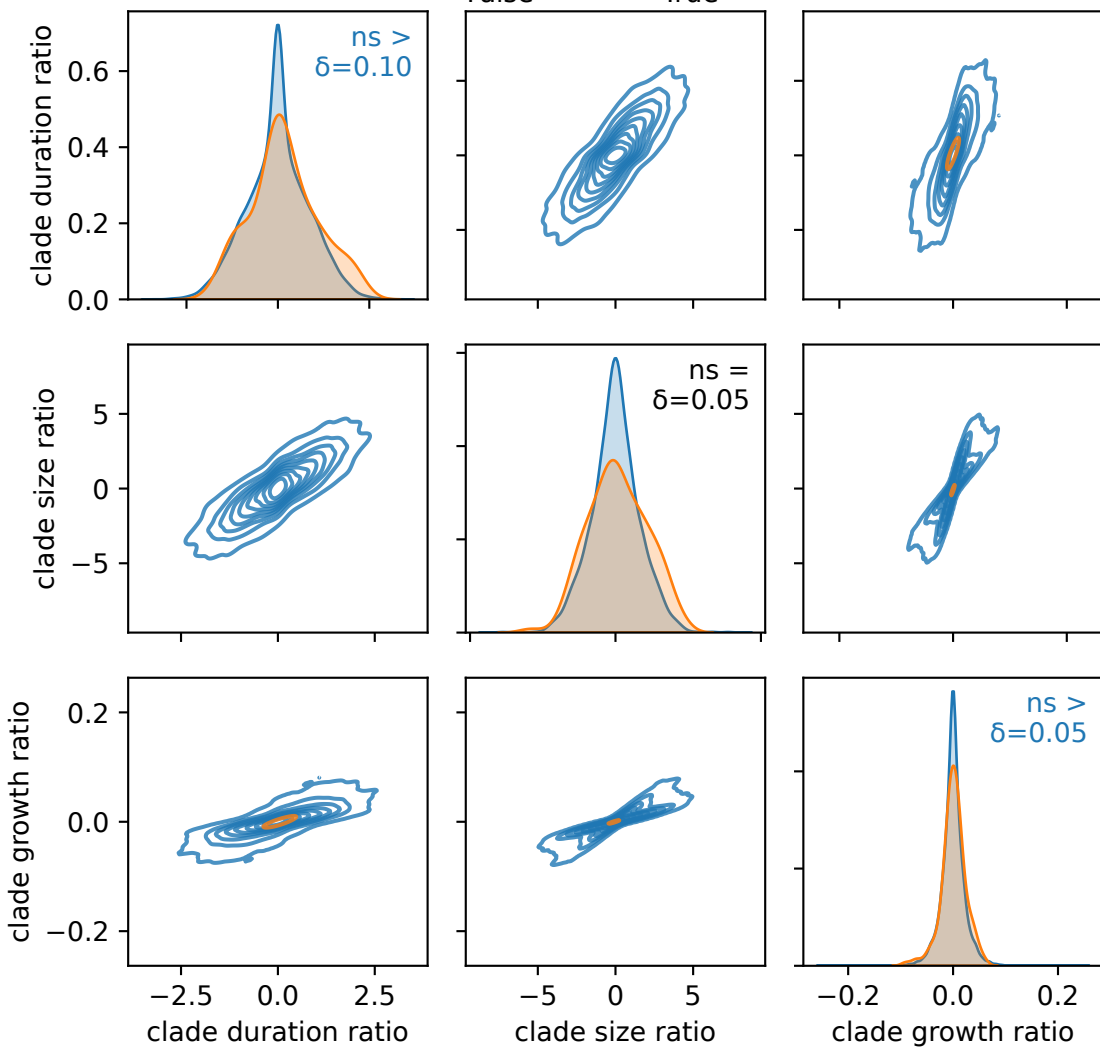 True
clade duration ratio
0.6
0.4
0.2
0.0
ns >
δ=0.10
clade size ratio
5
0
−5
ns =
δ=0.05
clade growth ratio
0.2
0.0
−0.2
ns >
δ=0.05
−2.5 0.0 2.5
−5 0 5
−0.2 0.0 0.2
clade duration ratio
clade size ratio
clade growth ratio